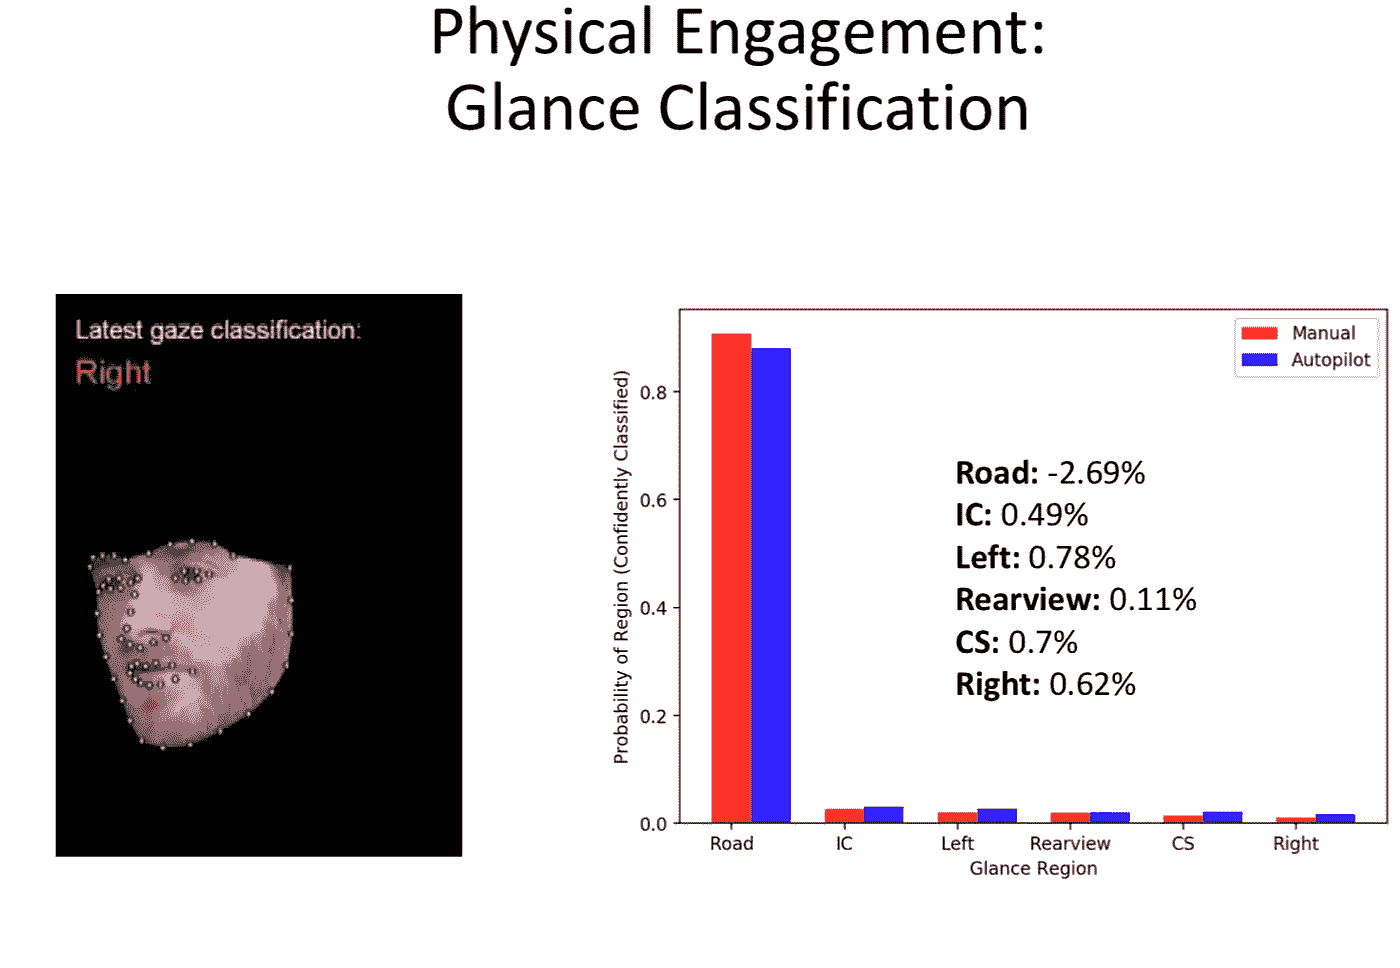 Physical Engagement:
Glance Classification
Latest gaze classification:
Right
Probability of Region (Confidently Classified)
0.8
0.6
0.4
0.2
0.0
Manual
Autopilot
Road: -2.69%
IC: 0.49%
Left: 0.78%
Rearview: 0.11%
CS: 0.7%
Right: 0.62%
Road IC Left Rearview CS Right
Glance Region